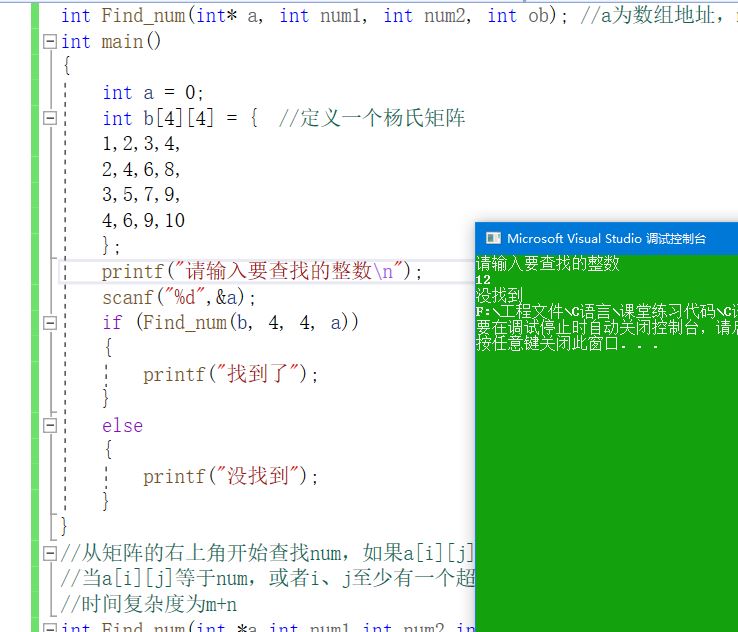 int Find_num(int* a, int num1, int num2, int ob); //a为数组地址,
int main()
{
int a = 0;
int b[4][4] = { //定义一个杨氏矩阵
1,2,3,4,
2,4,6,8,
3,5,7,9,
4,6,9,10
};
printf("请输入要查找的整数\n");
scanf("%d",&a);
if (Find_num(b, 4, 4, a))
{
printf("找到了");
}
else
{
printf("没找到");
}
}
//从矩阵的右上角开始查找num, 如果a[i][j]
//当a[i][j]等于num, 或者i、j至少有一个超
//时间复杂度为m+n
int Find_num(int *a,int num1,int num2,in
Microsoft Visual Studio 调试控制台
请输入要查找的整数
12
没找到
F:\工程文件\C语言\课堂练习代码\C语
要在调试停止时自动关闭控制台,请启
按任意键关闭此窗口. . .